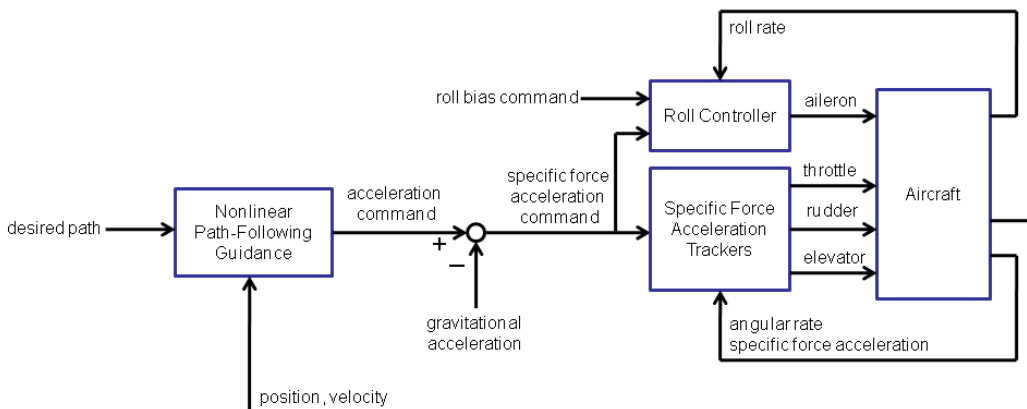 roll rate
roll bias command
Roll Controller
aileron
specific force
acceleration
command
throttle
Aircraft
acceleration
command
Nonlinear
Path-Following
Guidance
desired path
+
−
Specific Force
Acceleration
Trackers
rudder
elevator
gravitational
acceleration
angular rate
specific force acceleration
position, velocity